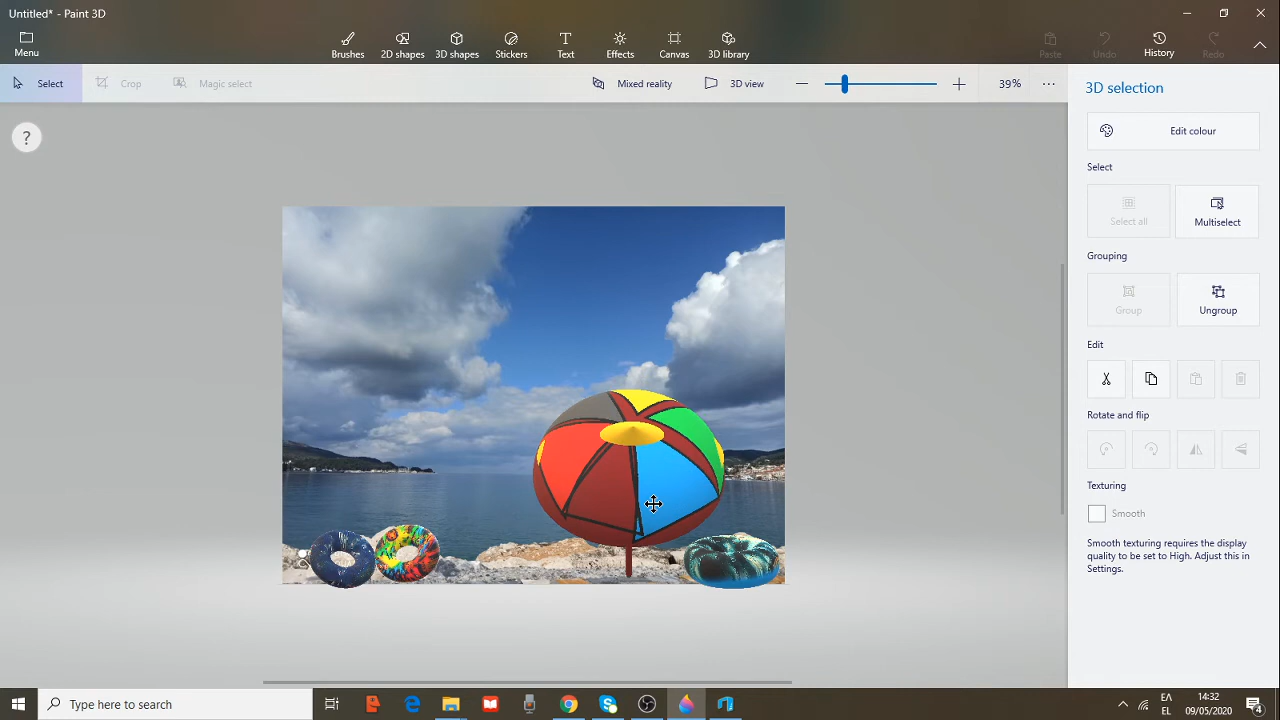 Untitled* - Paint 3D
Menu
Brushes
2D shapes
3D shapes
Stickers
Text
Effects
Canvas
3D library
Paste
Undo
History
Redo
Select
Crop
Magic select
Mixed reality
3D view
39%
?
3D selection
Edit colour
Select
Select all
Multiselect
Grouping
Group
Ungroup
Edit
Rotate and flip
Texturing
Smooth
Smooth texturing requires the display
quality to be set to High. Adjust this in
Settings.
Type here to search
ΕΛ
EL
14:32
09/05/2020
4